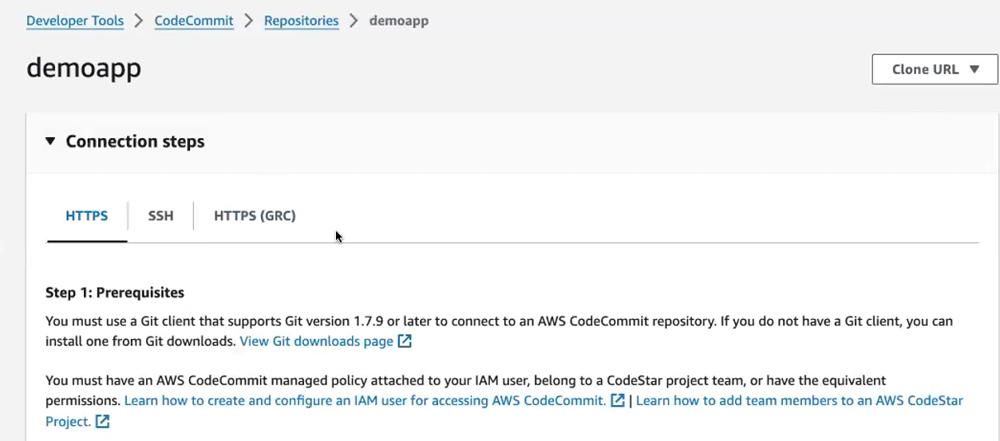 Developer Tools > CodeCommit > Repositories > demoapp
demoapp
Clone URL
Connection steps
HTTPS SSH HTTPS (GRC)
Step 1: Prerequisites
You must use a Git client that supports Git version 1.7.9 or later to connect to an AWS CodeCommit repository. If you do not have a Git client, you can
install one from Git downloads. View Git downloads page
You must have an AWS CodeCommit managed policy attached to your IAM user, belong to a CodeStar project team, or have the equivalent
permissions. Learn how to create and configure an IAM user for accessing AWS CodeCommit. | Learn how to add team members to an AWS CodeStar
Project.